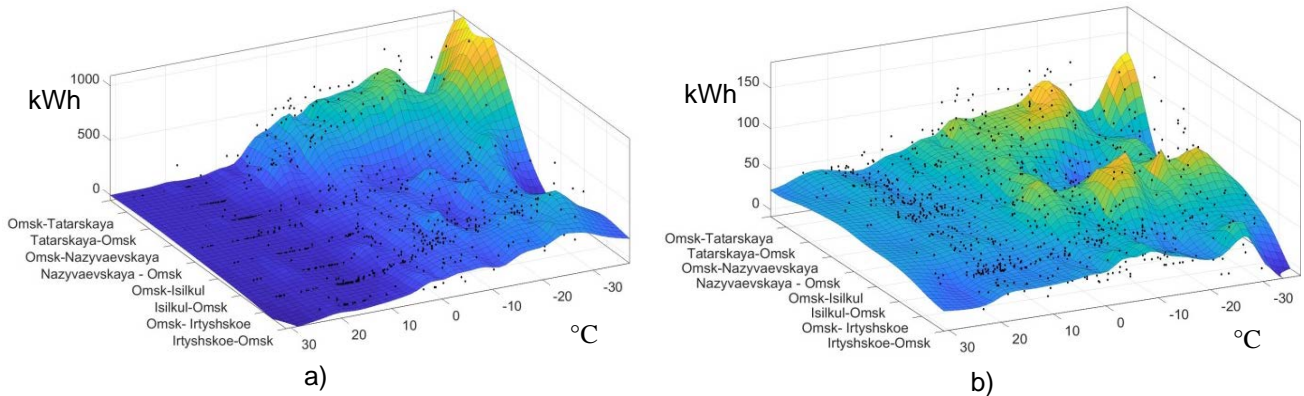 kWh
1000
500
0
Omsk-Tatarskaya
Tatarskaya-Omsk
Omsk-Nazyvaevskaya
Nazyvaevskaya - Omsk
Omsk-Isilkul
Isilkul-Omsk
Omsk- Irtyshskoe
Irtyshskoe-Omsk
30
20
10
0
-10
-20
-30
°C
a)
kWh
150
100
50
0
Omsk-Tatarskaya
Tatarskaya-Omsk
Omsk-Nazyvaevskaya
Nazyvaevskaya - Omsk
Omsk-Isilkul
Isilkul-Omsk
Omsk- Irtyshskoe
Irtyshskoe-Omsk
30
20
10
0
-10
-20
-30
°C
b)